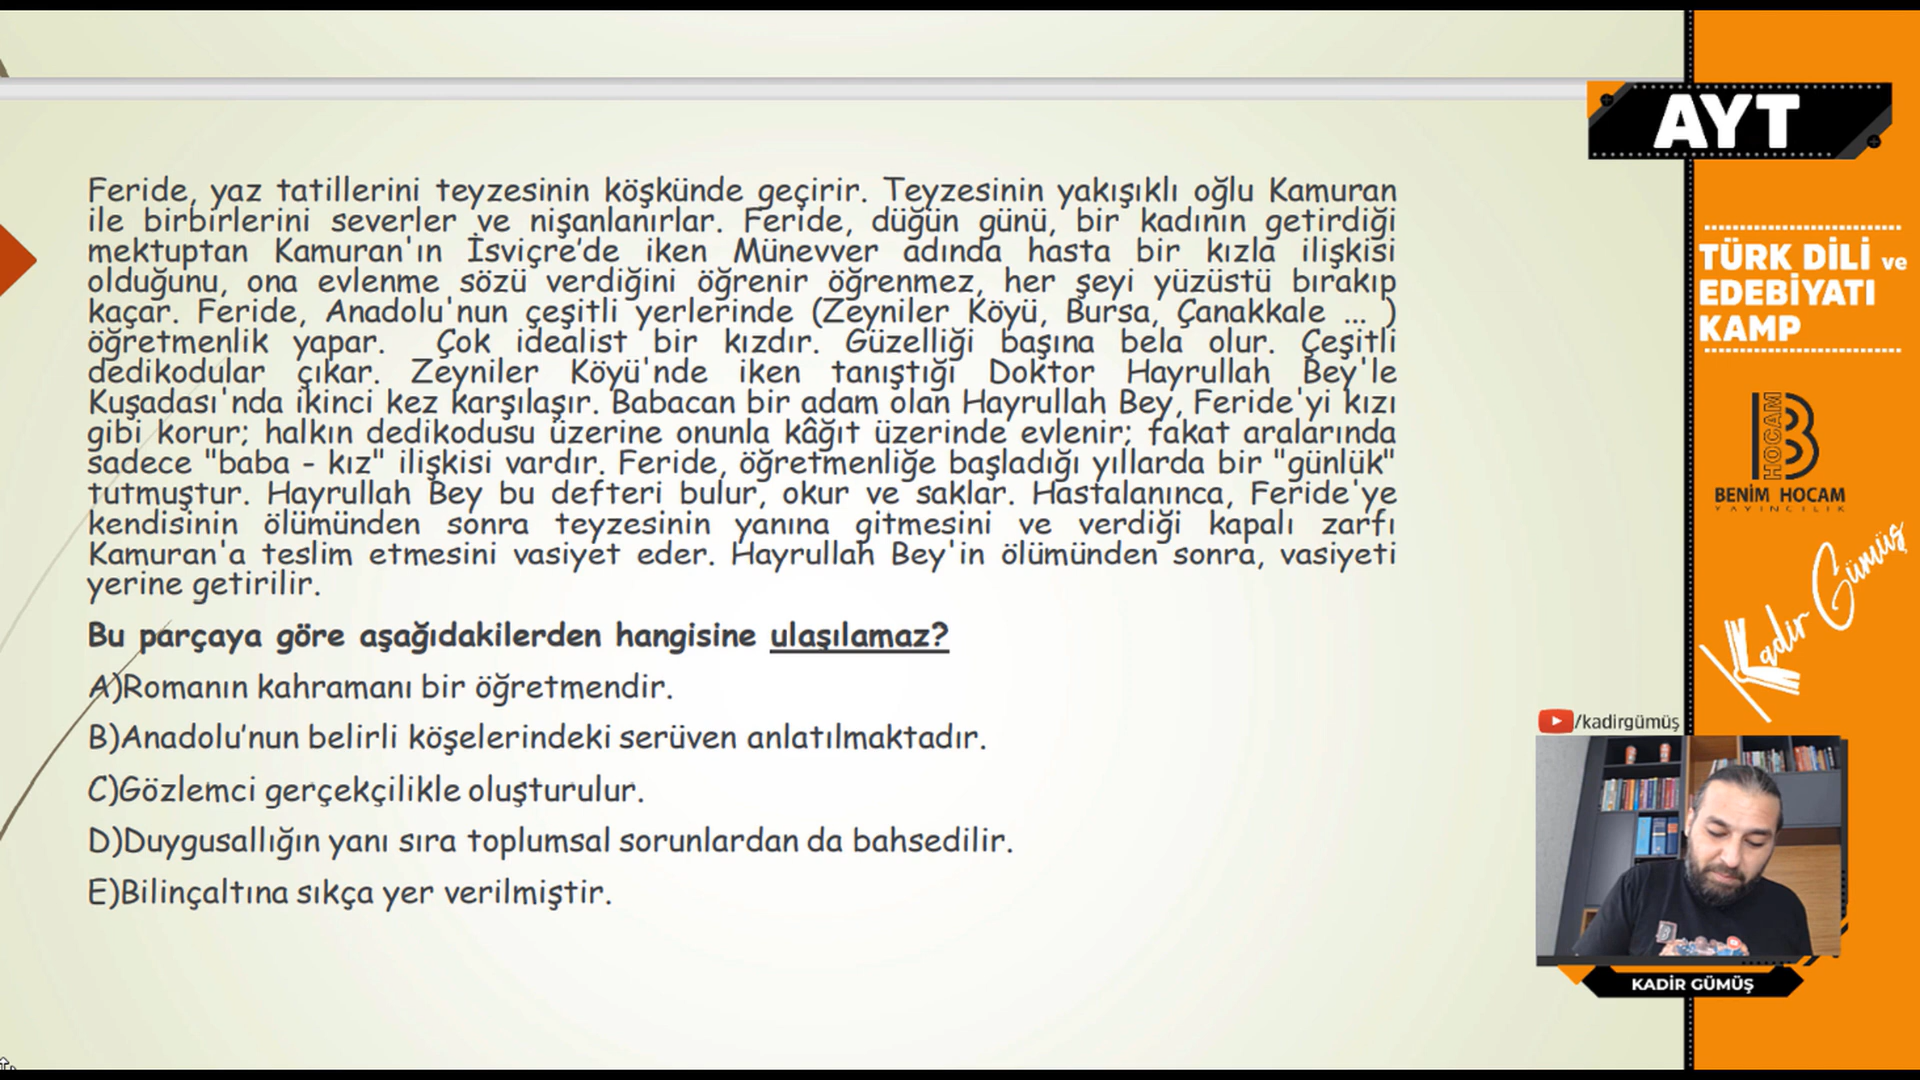 AYT
Feride, yaz tatillerini teyzesinin köşkünde geçirir. Teyzesinin yakışıklı oğlu Kamuran
ile birbirlerini severler ve nişanlanırlar. Feride, düğün günü, bir kadının getirdiği
mektuptan Kamuran'ın İsviçre’de iken Münevver adında hasta bir kızla ilişkisi
olduğunu, ona evlenme sözü verdiğini öğrenir öğrenmez, her şeyi yüzüstü bırakıp
kaçar. Feride, Anadolu'nun çeşitli yerlerinde (Zeyniler Köyü, Bursa, Çanakkale ... )
öğretmenlik yapar. Çok idealist bir kızdır. Güzelliği başına bela olur. Çeşitli
dedikodular çıkar. Zeyniler Köyü'nde iken tanıştığı Doktor Hayrullah Bey'le
Kuşadası'nda ikinci kez karşılaşır. Babacan bir adam olan Hayrullah Bey, Feride'yi kızı
gibi korur; halkın dedikodusu üzerine onunla kâğıt üzerinde evlenir; fakat aralarında
sadece "baba - kız" ilişkisi vardır. Feride, öğretmenliğe başladığı yıllarda bir "günlük"
tutmuştur. Hayrullah Bey bu defteri bulur, okur ve saklar. Hastalanınca, Feride'ye
kendisinin ölümünden sonra teyzesinin yanına gitmesini ve verdiği kapalı zarfı
Kamuran'a teslim etmesini vasiyet eder. Hayrullah Bey'in ölümünden sonra, vasiyeti
yerine getirilir.
Bu parçaya göre aşağıdakilerden hangisine ulaşılamaz?
A)Romanın kahramanı bir öğretmendir.
B)Anadolu’nun belirli köşelerindeki serüven anlatılmaktadır.
C)Gözlemci gerçekçilikle oluşturulur.
D)Duygusallığın yanı sıra toplumsal sorunlardan da bahsedilir.
E)Bilinçaltına sıkça yer verilmiştir.
TÜRK DİLİ ve
EDEBİYATI
KAMP
HOCAM
BENİM HOCAM
YAYINCILIK
Kadir Gümüş
/kadirgümüş
KADİR GÜMÜŞ